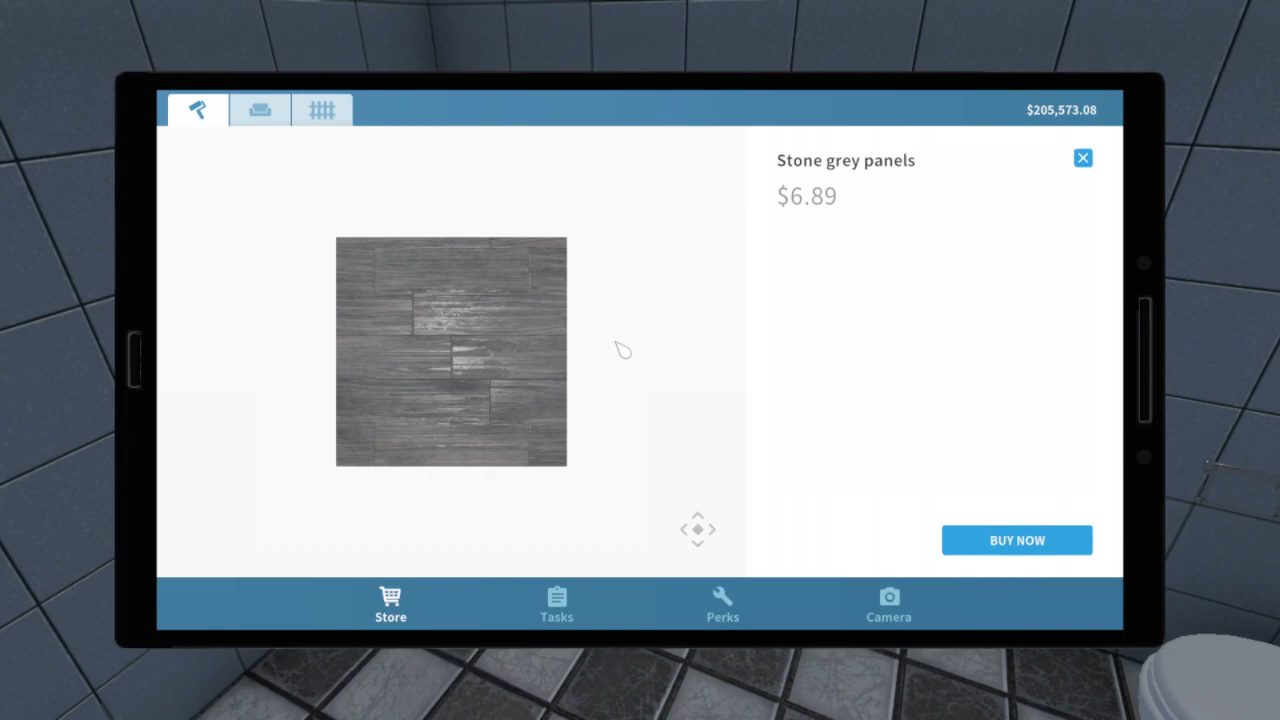 $205,573.08
Stone grey panels
$6.89
BUY NOW
Store
Tasks
Perks
Camera